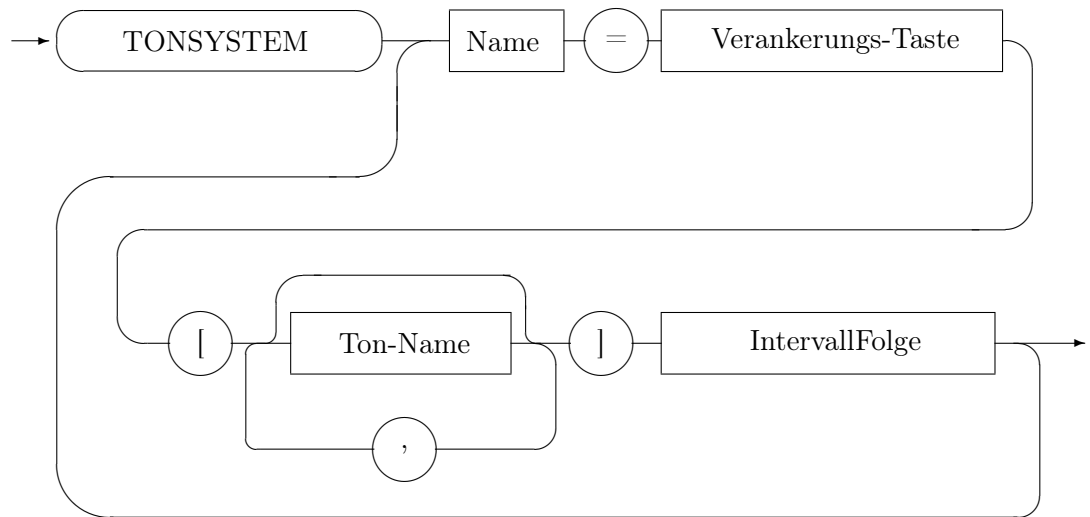 TONSYSTEM Name = Verankerungs-Taste
[ Ton-Name ] IntervallFolge
,